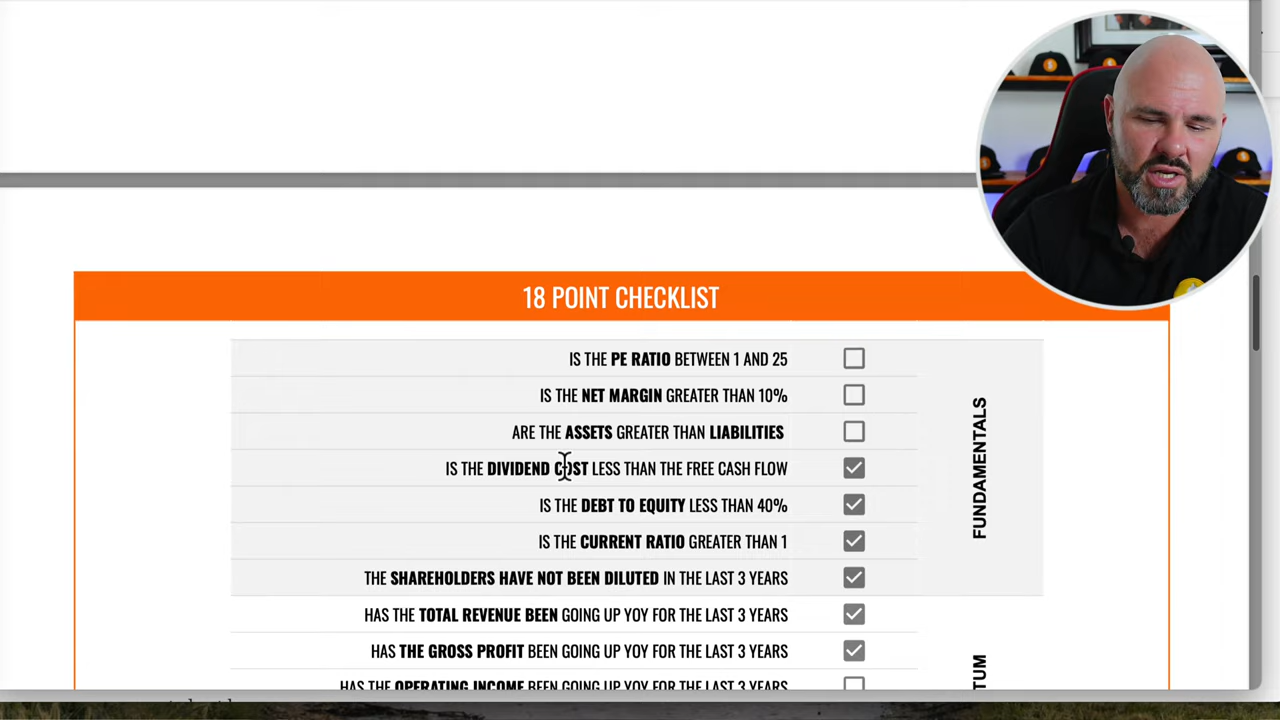 18 POINT CHECKLIST
IS THE PE RATIO BETWEEN 1 AND 25
IS THE NET MARGIN GREATER THAN 10%
ARE THE ASSETS GREATER THAN LIABILITIES
IS THE DIVIDEND COST LESS THAN THE FREE CASH FLOW
IS THE DEBT TO EQUITY LESS THAN 40%
IS THE CURRENT RATIO GREATER THAN 1
THE SHAREHOLDERS HAVE NOT BEEN DILUTED IN THE LAST 3 YEARS
FUNDAMENTALS
HAS THE TOTAL REVENUE BEEN GOING UP YOY FOR THE LAST 3 YEARS
HAS THE GROSS PROFIT BEEN GOING UP YOY FOR THE LAST 3 YEARS
HAS THE OPERATING INCOME BEEN GOING UP YOY FOR THE LAST 3 YEARS
TUM